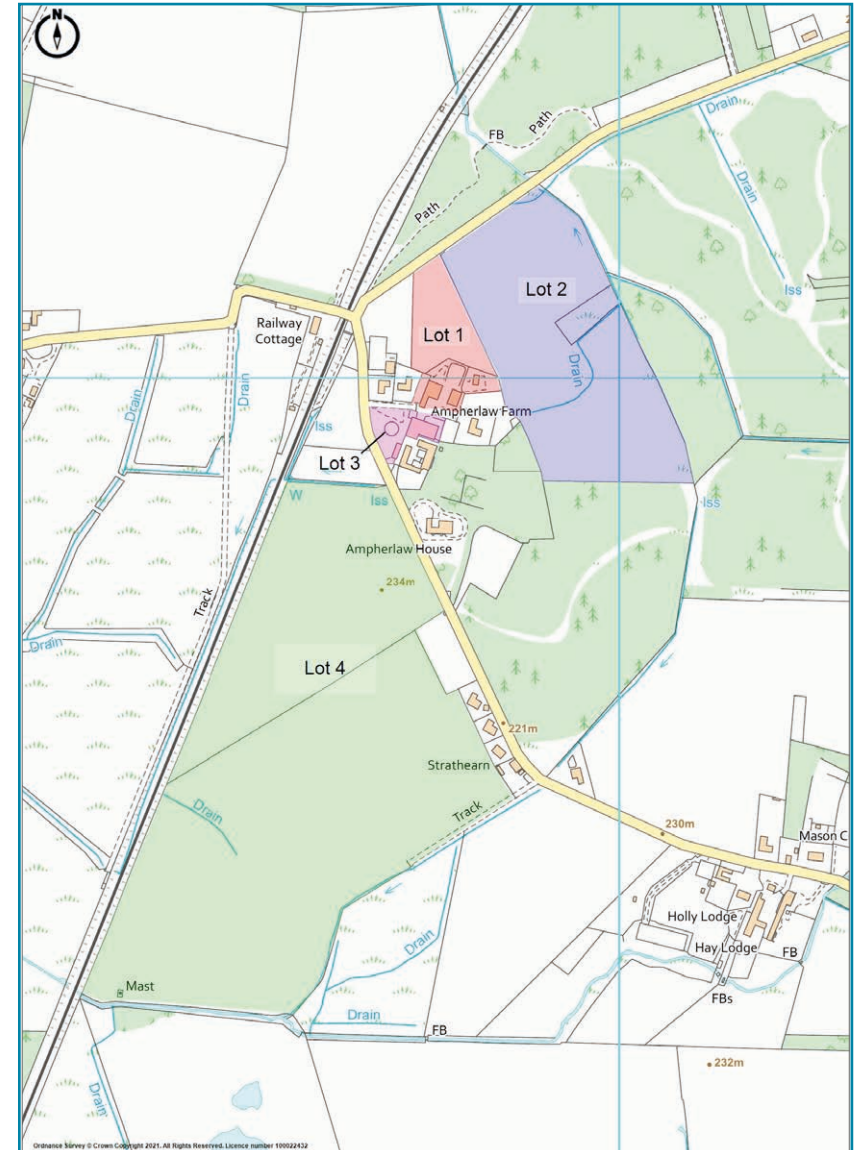 N
Drain
FB
Path
Path
Drain
Iss
Lot 2
Railway
Cottage
Lot 1
Drain
Drain
Drain
Iss
Ampherlaw Farm
Lot 3
W
Iss
Iss
Ampherlaw House
234m
Track
Drain
Lot 4
221m
Strathearn
Drain
Track
230m
Mason C
Holly Lodge
Drain
Hay Lodge
FB
Mast
FBs
Drain
FB
232m
Drain
Ordnance Survey © Crown Copyright 2021. All Rights Reserved. Licence number 100022432